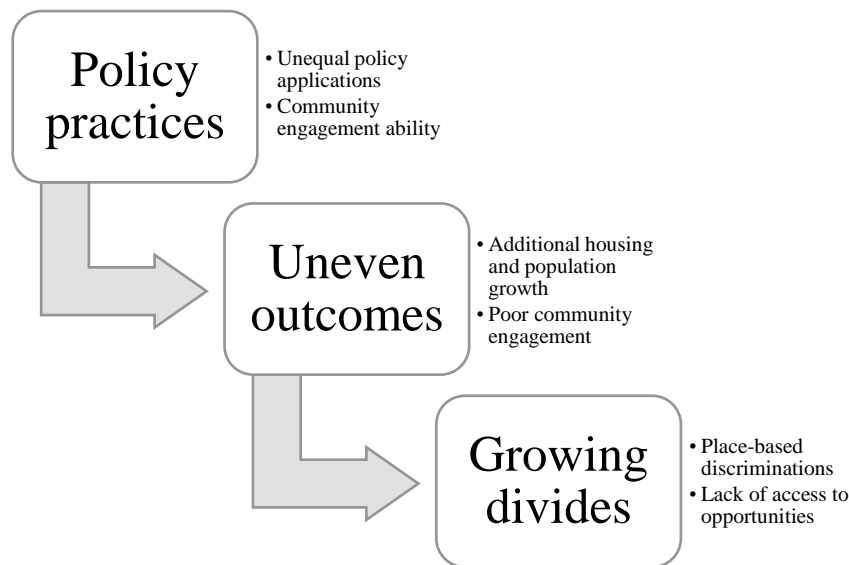 Policy
practices
• Unequal policy
applications
• Community
engagement ability
Uneven
outcomes
• Additional housing
and population
growth
• Poor community
engagement
Growing
divides
• Place-based
discriminations
• Lack of access to
opportunities